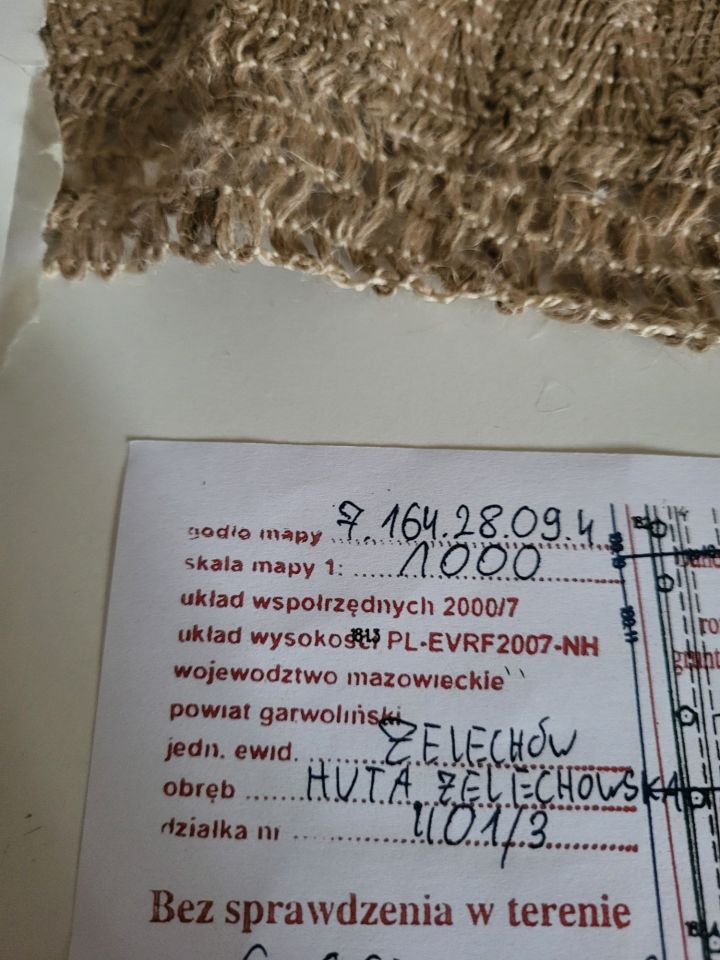 godło mapy 7.164.28.09.4
skala mapy 1: 1000
układ współrzędnych 2000/7
układ wysokości PL-EVRF2007-NH
województwo mazowieckie
powiat garwoliński
jedn. ewid. ŻELECHÓW
obręb HUTA ŻELECHOWSKA
działka nr 401/3
Bez sprawdzenia w terenie